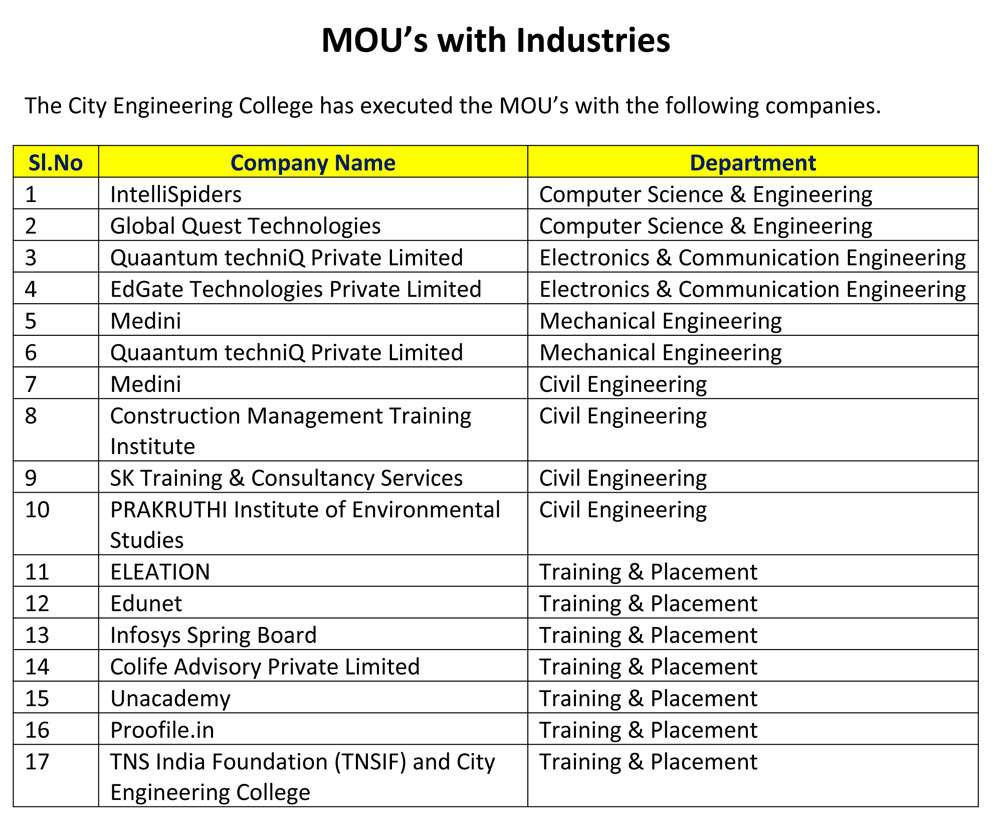 MOU’s with Industries
The City Engineering College has executed the MOU’s with the following companies.
Sl.No Company Name Department
1 IntelliSpiders Computer Science & Engineering
2 Global Quest Technologies Computer Science & Engineering
3 Quaantum techniQ Private Limited Electronics & Communication Engineering
4 EdGate Technologies Private Limited Electronics & Communication Engineering
5 Medini Mechanical Engineering
6 Quaantum techniQ Private Limited Mechanical Engineering
7 Medini Civil Engineering
8 Construction Management Training Civil Engineering
Institute
9 SK Training & Consultancy Services Civil Engineering
10 PRAKRUTHI Institute of Environmental Civil Engineering
Studies
11 ELEATION Training & Placement
12 Edunet Training & Placement
13 Infosys Spring Board Training & Placement
14 Colife Advisory Private Limited Training & Placement
15 Unacademy Training & Placement
16 Proofile.in Training & Placement
17 TNS India Foundation (TNSIF) and City Training & Placement
Engineering College